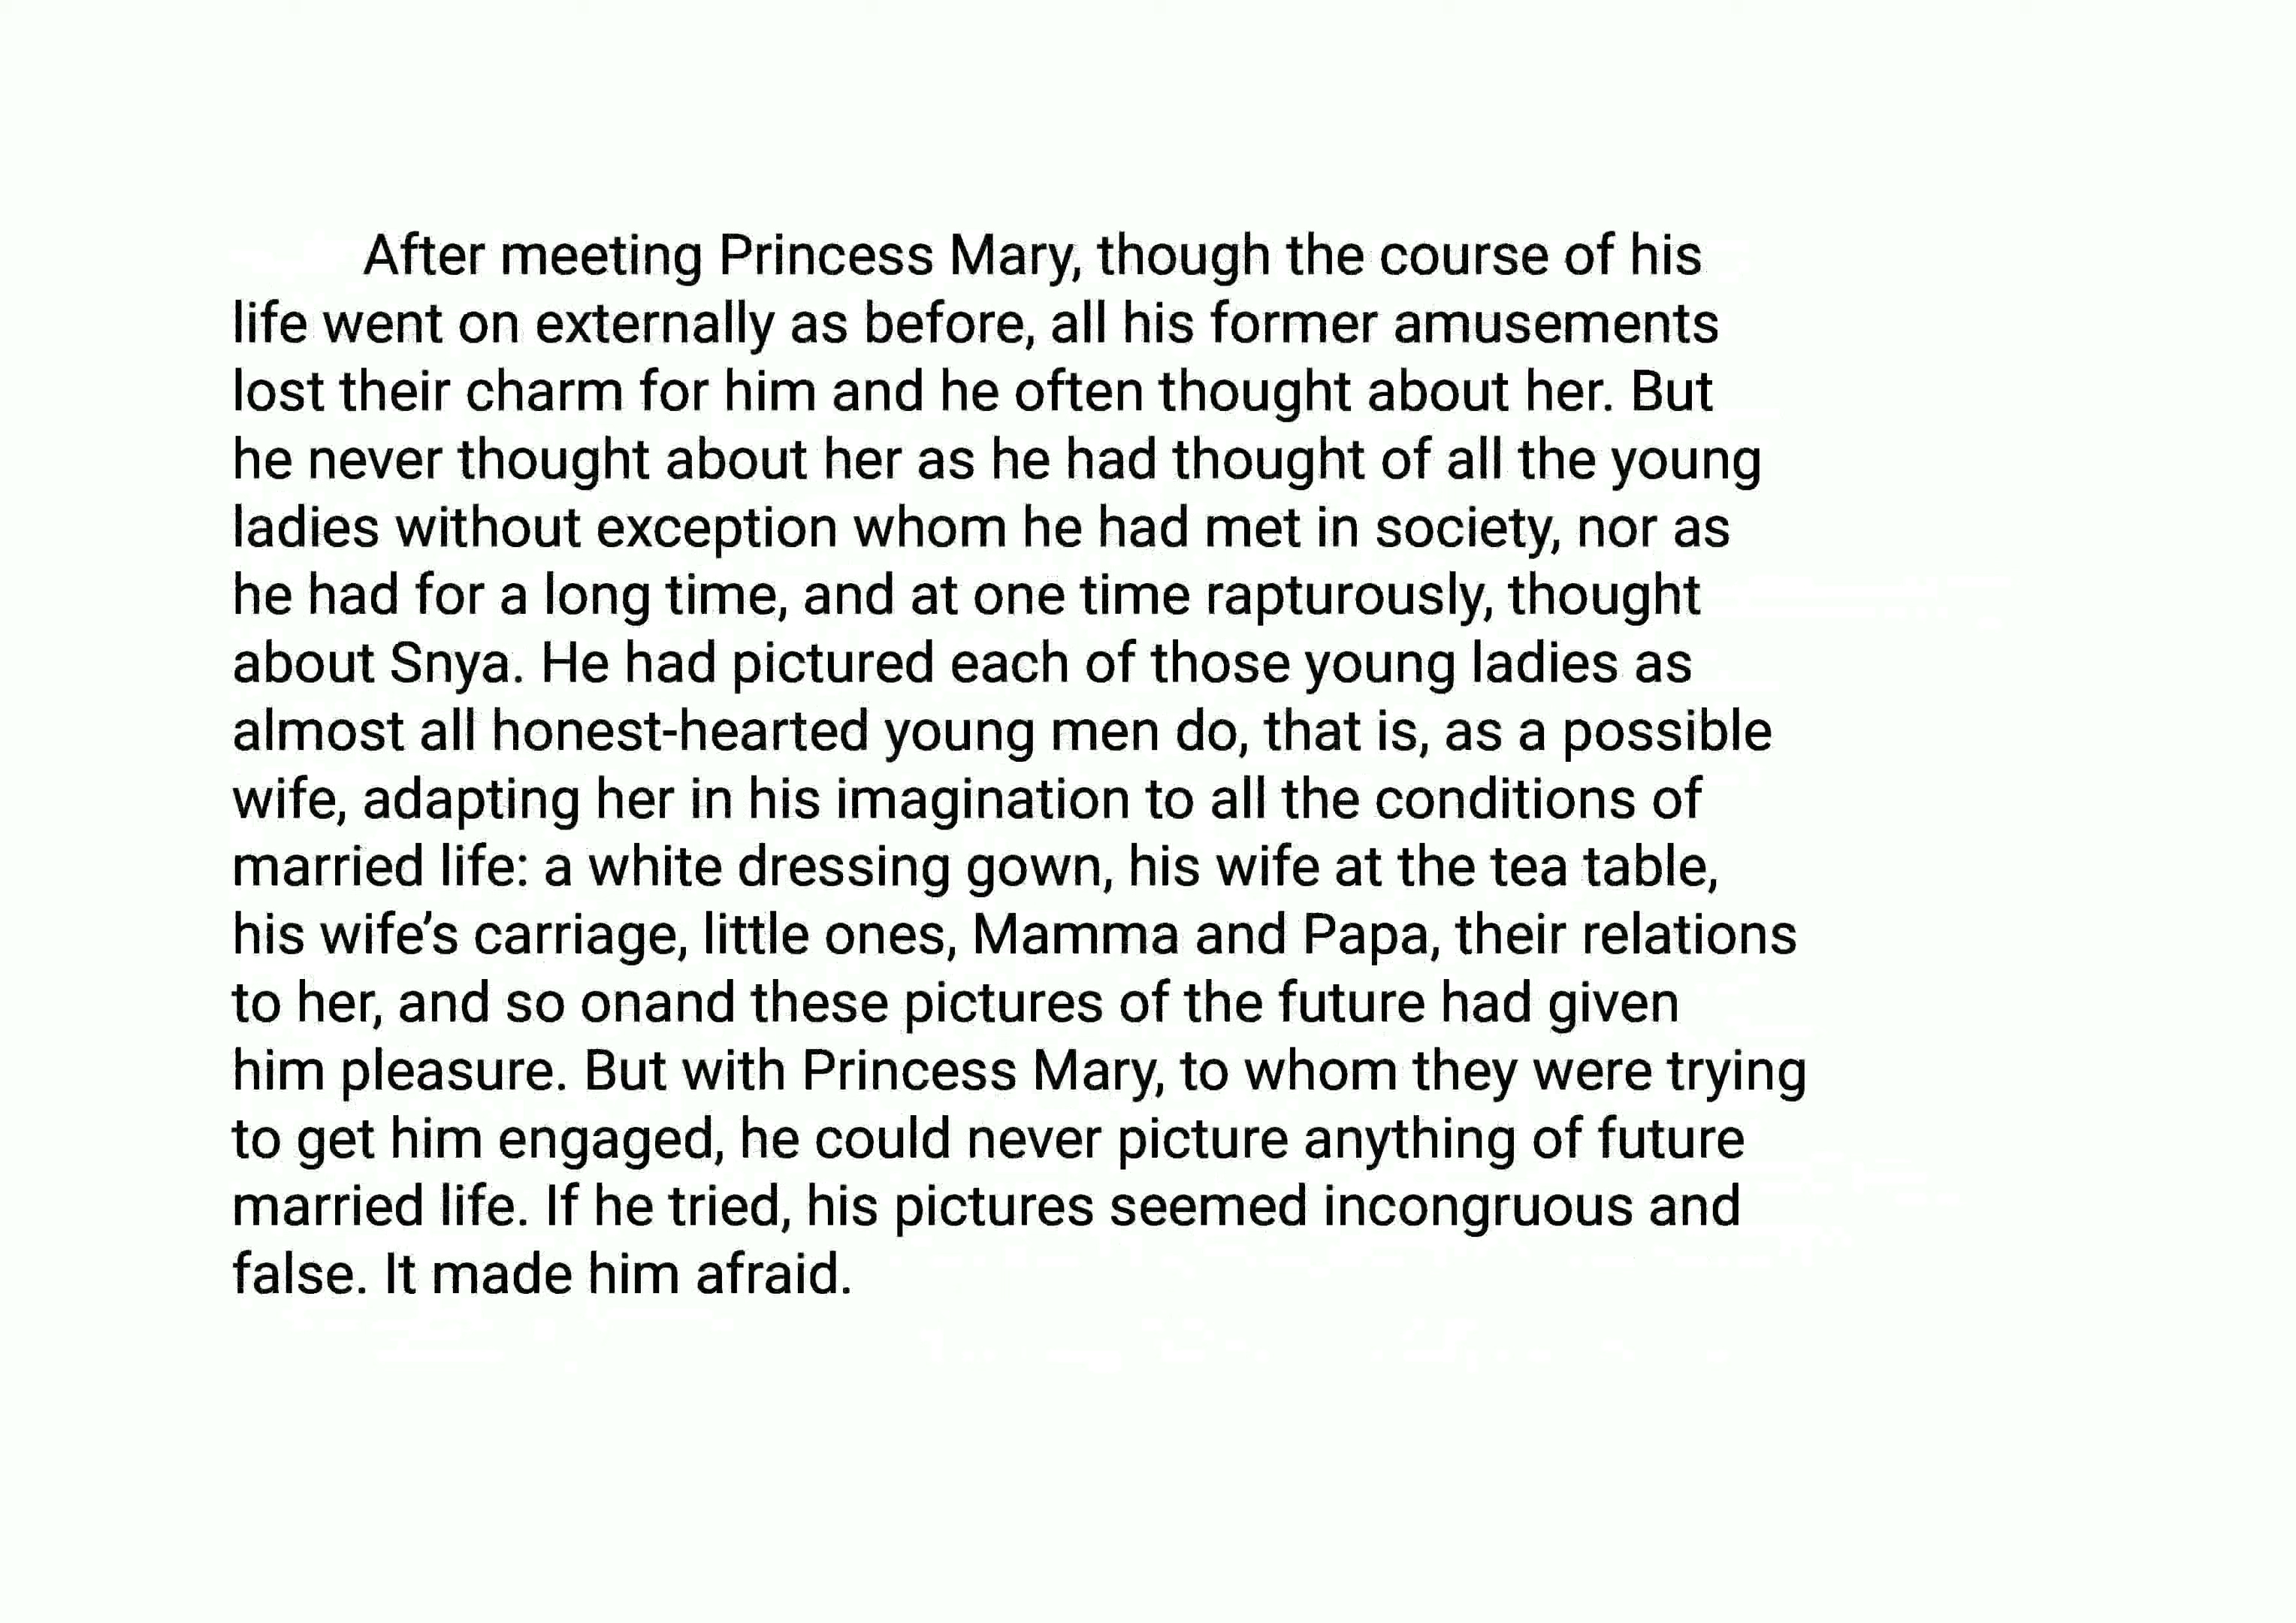 After meeting Princess Mary, though the course of his
life went on externally as before, all his former amusements
lost their charm for him and he often thought about her. But
he never thought about her as he had thought of all the young
ladies without exception whom he had met in society, nor as
he had for a long time, and at one time rapturously, thought
about Snya. He had pictured each of those young ladies as
almost all honest-hearted young men do, that is, as a possible
wife, adapting her in his imagination to all the conditions of
married life: a white dressing gown, his wife at the tea table,
his wife’s carriage, little ones, Mamma and Papa, their relations
to her, and so onand these pictures of the future had given
him pleasure. But with Princess Mary, to whom they were trying
to get him engaged, he could never picture anything of future
married life. If he tried, his pictures seemed incongruous and
false. It made him afraid.